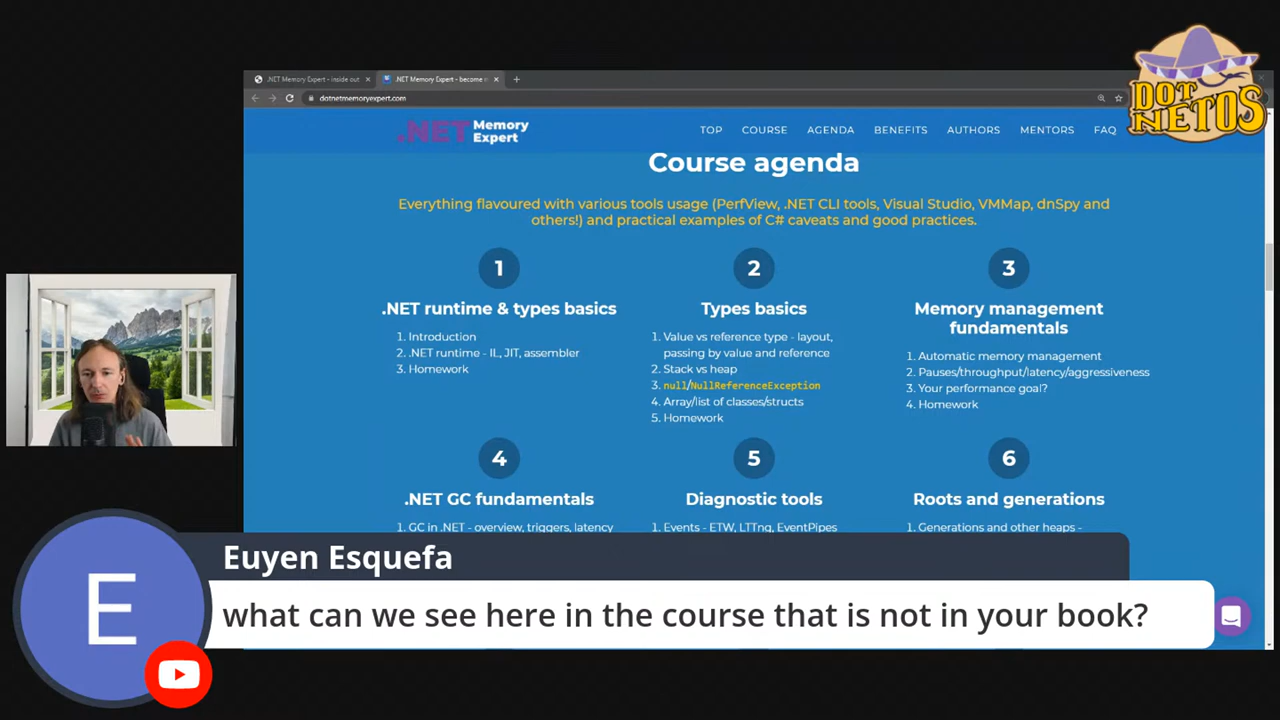 .NET Memory Expert - inside out
.NET Memory Expert - become
dotnetmemoryexpert.com
DOT
NETOS
.NET Memory
Expert
TOP COURSE AGENDA BENEFITS AUTHORS MENTORS FAQ
Course agenda
Everything flavoured with various tools usage (PerfView, .NET CLI tools, Visual Studio, VMMap, dnSpy and
others!) and practical examples of C# caveats and good practices.
1
.NET runtime & types basics
1. Introduction
2. .NET runtime - IL, JIT, assembler
3. Homework
2
Types basics
1. Value vs reference type - layout,
passing by value and reference
2. Stack vs heap
3. null/NullReferenceException
4. Array/list of classes/structs
5. Homework
3
Memory management
fundamentals
1. Automatic memory management
2. Pauses/throughput/latency/aggressiveness
3. Your performance goal?
4. Homework
4
.NET GC fundamentals
1. GC in .NET - overview, triggers, latency
5
Diagnostic tools
1. Events - ETW, LTTng, EventPipes
6
Roots and generations
1. Generations and other heaps -
E
Euyen Esquefa
what can we see here in the course that is not in your book?